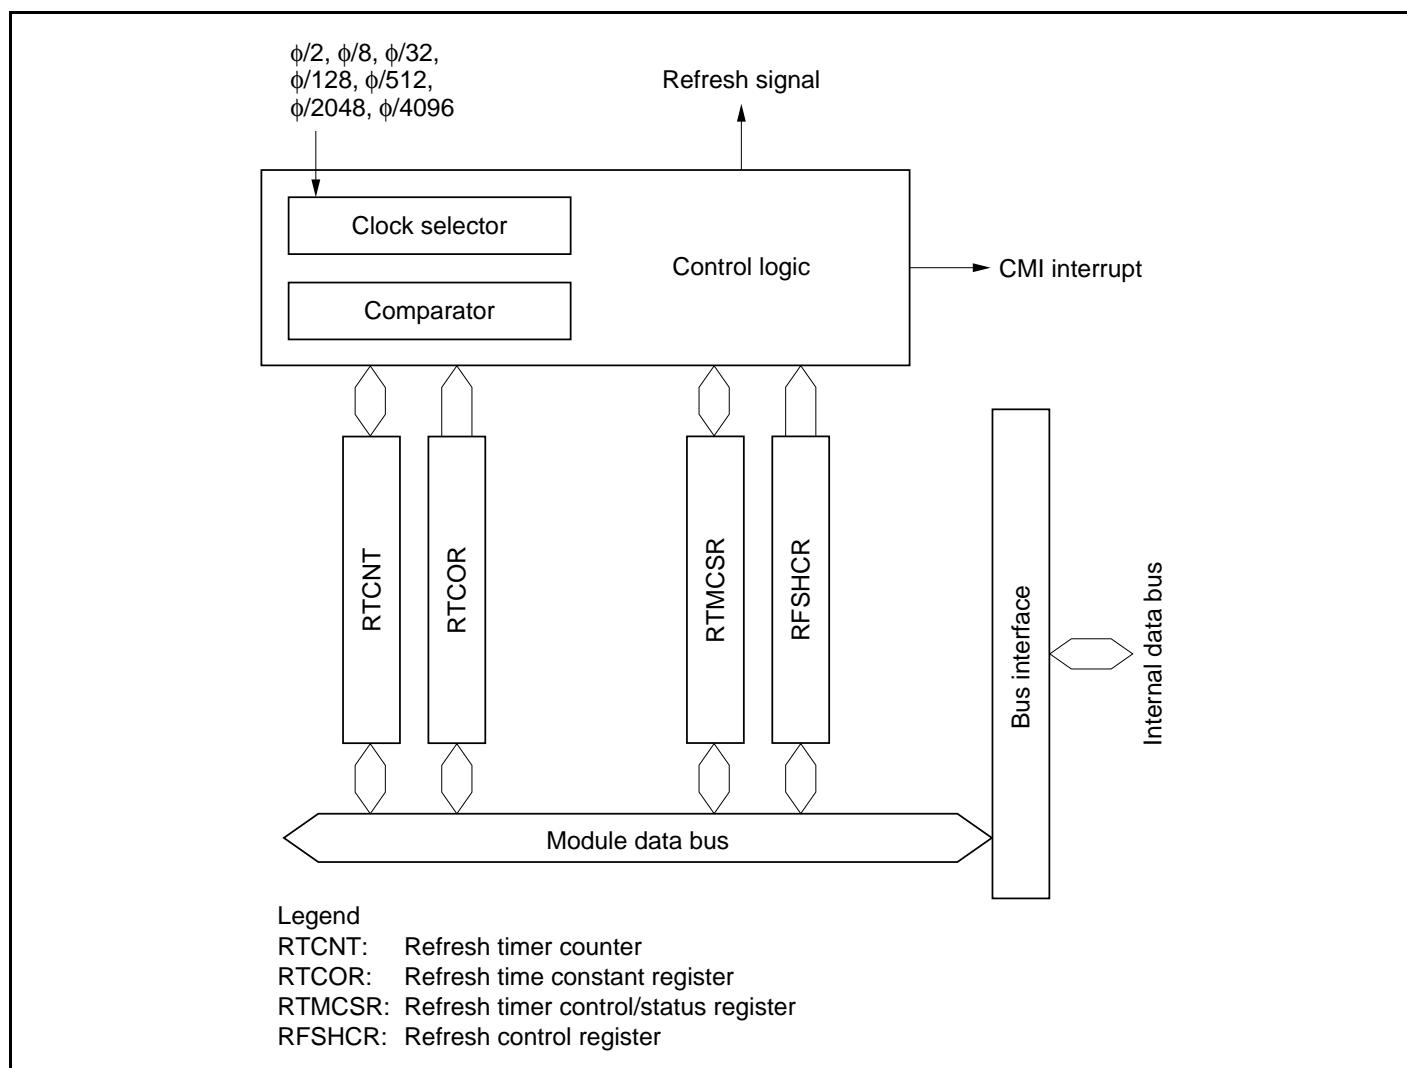 ϕ/2, ϕ/8, ϕ/32,
ϕ/128, ϕ/512,
ϕ/2048, ϕ/4096
Refresh signal
Clock selector
Control logic
CMI interrupt
Comparator
RTCNT
RTCOR
RTMCSR
RFSHCR
Bus interface
Internal data bus
Module data bus
Legend
RTCNT: Refresh timer counter
RTCOR: Refresh time constant register
RTMCSR: Refresh timer control/status register
RFSHCR: Refresh control register